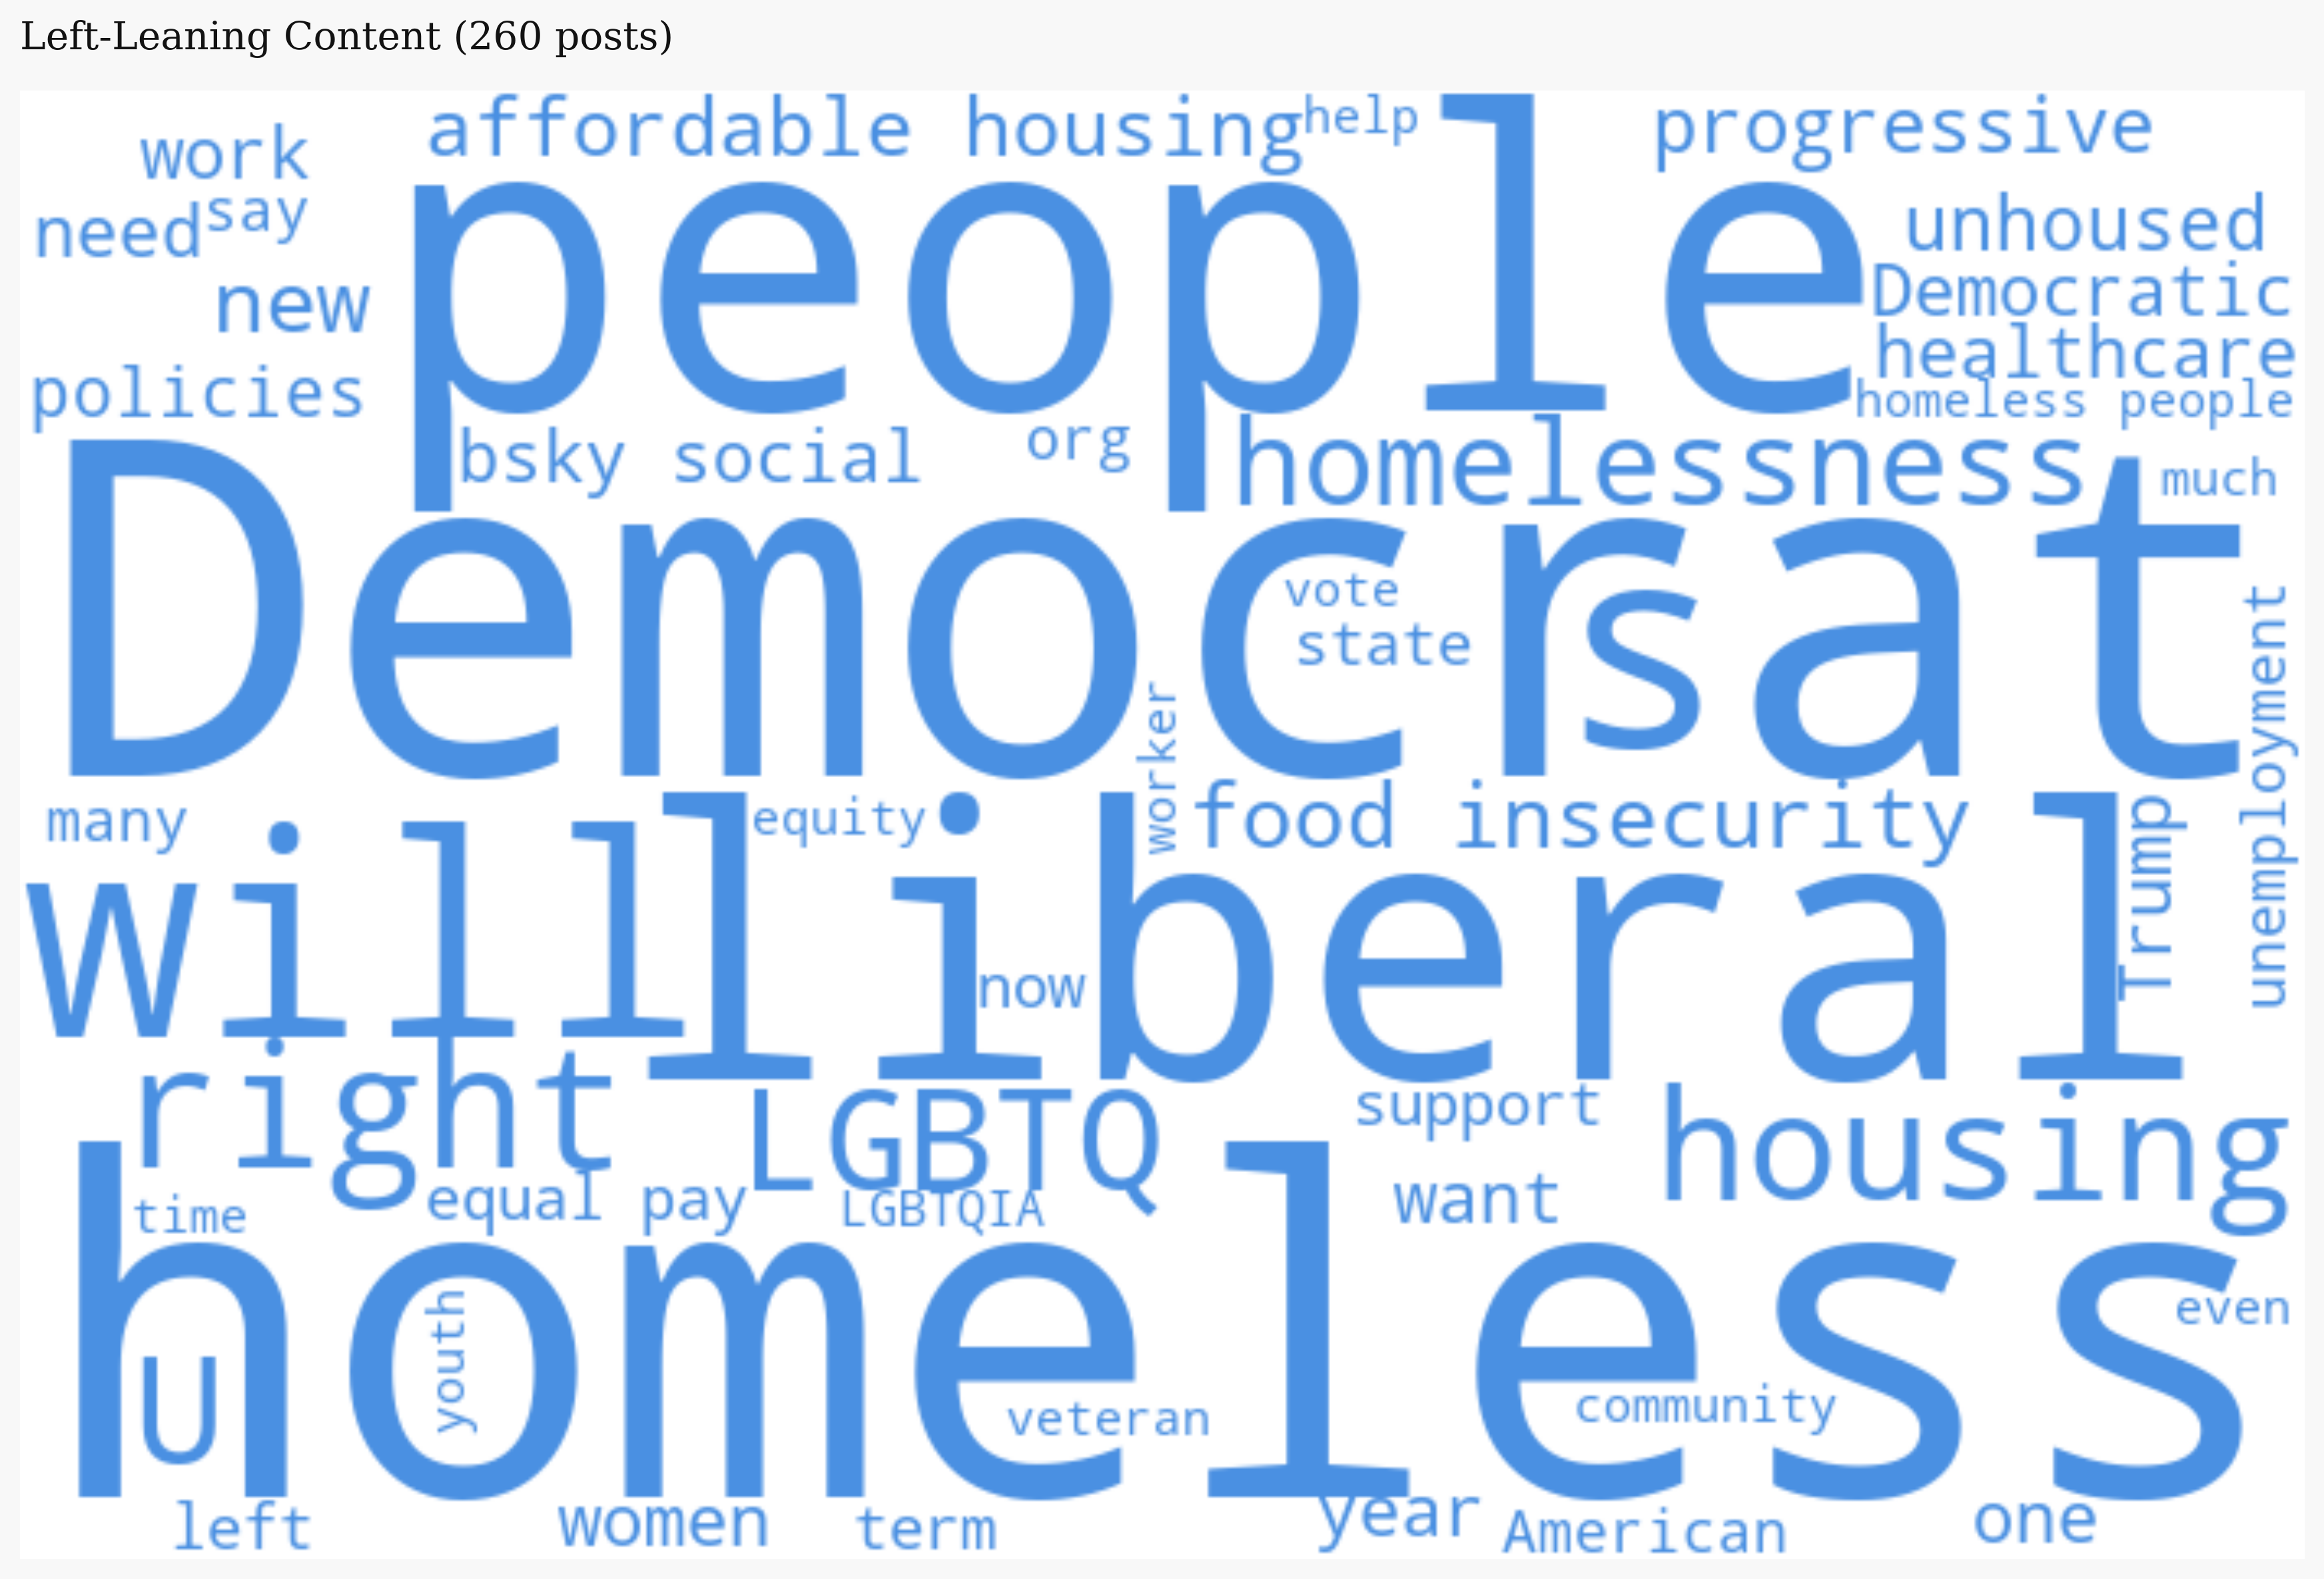 Left-Leaning Content (260 posts)
work
affordable housing
help
progressive
need
say
people
unhoused
new
Democratic
healthcare
policies
homeless people
bsky social
org
homelessness
much
Democrat
vote
state
s
worker
unemployment
many
will
equity
liberal
food insecurity
Trump
now
right
LGBTQ
support
housing
time
equal pay
LGBTQIA
Want
homeless
even
youth
U
veteran
community
left
women
term
year
American
one